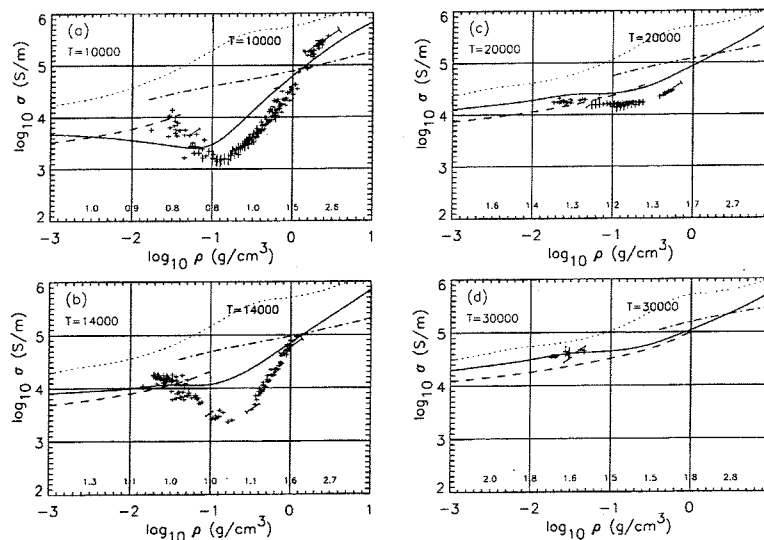 (a)
T=10000
T=10000
log10 σ (S/m)
6
5
4
3
2
1.0 0.9 0.8 0.8 1.0 1.5 2.5
-3 -2 -1 0 1
log10 ρ (g/cm³)
(c)
T=20000
T=20000
log10 σ (S/m)
6
5
4
3
2
1.6 1.4 1.3 1.2 1.3 1.7 2.7
-3 -2 -1 0
log10 ρ (g/cm³)
(b)
T=14000
T=14000
log10 σ (S/m)
6
5
4
3
2
1.3 1.1 1.0 1.0 1.1 1.6 2.7
-3 -2 -1 0 1
log10 ρ (g/cm³)
(d)
T=30000
T=30000
log10 σ (S/m)
6
5
4
3
2
2.0 1.8 1.6 1.5 1.5 1.8 2.8
-3 -2 -1 0
log10 ρ (g/cm³)